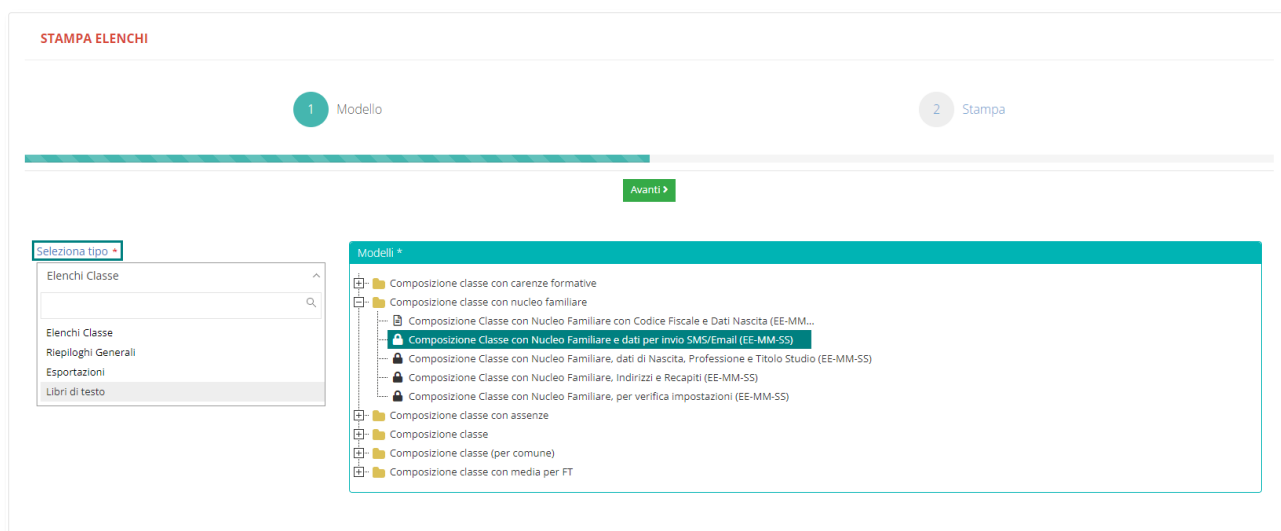 STAMPA ELENCHI
1 Modello
2 Stampa
Avanti
Seleziona tipo *
Elenchi Classe
Elenchi Classe
Riepiloghi Generali
Esportazioni
Libri di testo
Modelli *
Composizione classe con carenze formative
Composizione classe con nucleo familiare
Composizione Classe con Nucleo Familiare con Codice Fiscale e Dati Nascita (EE-MM...
Composizione Classe con Nucleo Familiare e dati per invio SMS/Email (EE-MM-SS)
Composizione Classe con Nucleo Familiare, dati di Nascita, Professione e Titolo Studio (EE-MM-SS)
Composizione Classe con Nucleo Familiare, Indirizzi e Recapiti (EE-MM-SS)
Composizione Classe con Nucleo Familiare, per verifica impostazioni (EE-MM-SS)
Composizione classe con assenze
Composizione classe
Composizione classe (per comune)
Composizione classe con media per FT